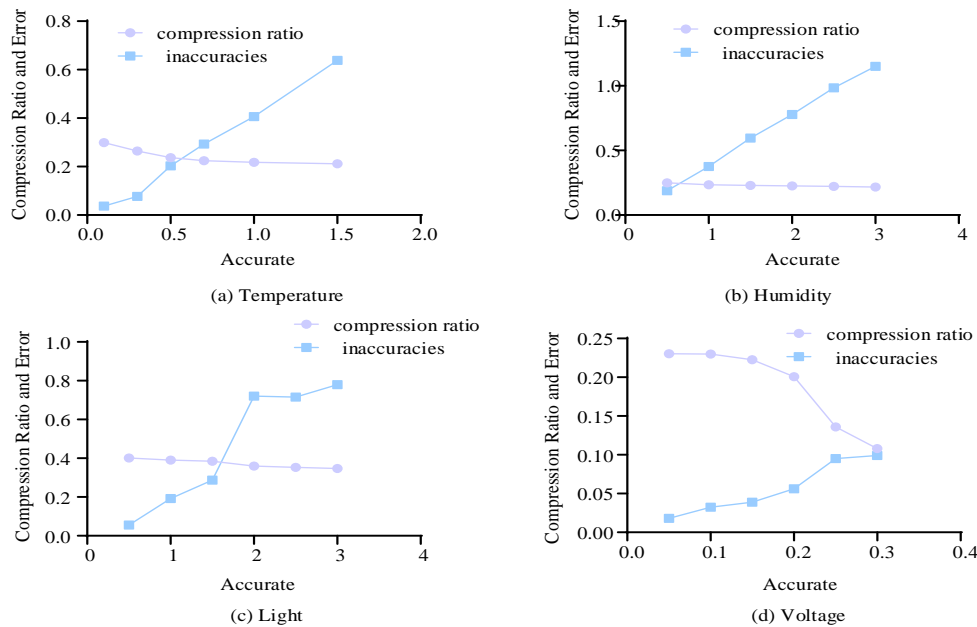 compression ratio
inaccuracies
Compression Ratio and Error
0.8
0.6
0.4
0.2
0.0
0.0 0.5 1.0 1.5 2.0
Accurate
(a) Temperature
compression ratio
inaccuracies
Compression Ratio and Error
1.5
1.0
0.5
0.0
0 1 2 3 4
Accurate
(b) Humidity
compression ratio
inaccuracies
Compression Ratio and Error
1.0
0.8
0.6
0.4
0.2
0.0
0 1 2 3 4
Accurate
(c) Light
compression ratio
inaccuracies
Compression Ratio and Error
0.25
0.20
0.15
0.10
0.05
0.00
0.0 0.1 0.2 0.3 0.4
Accurate
(d) Voltage